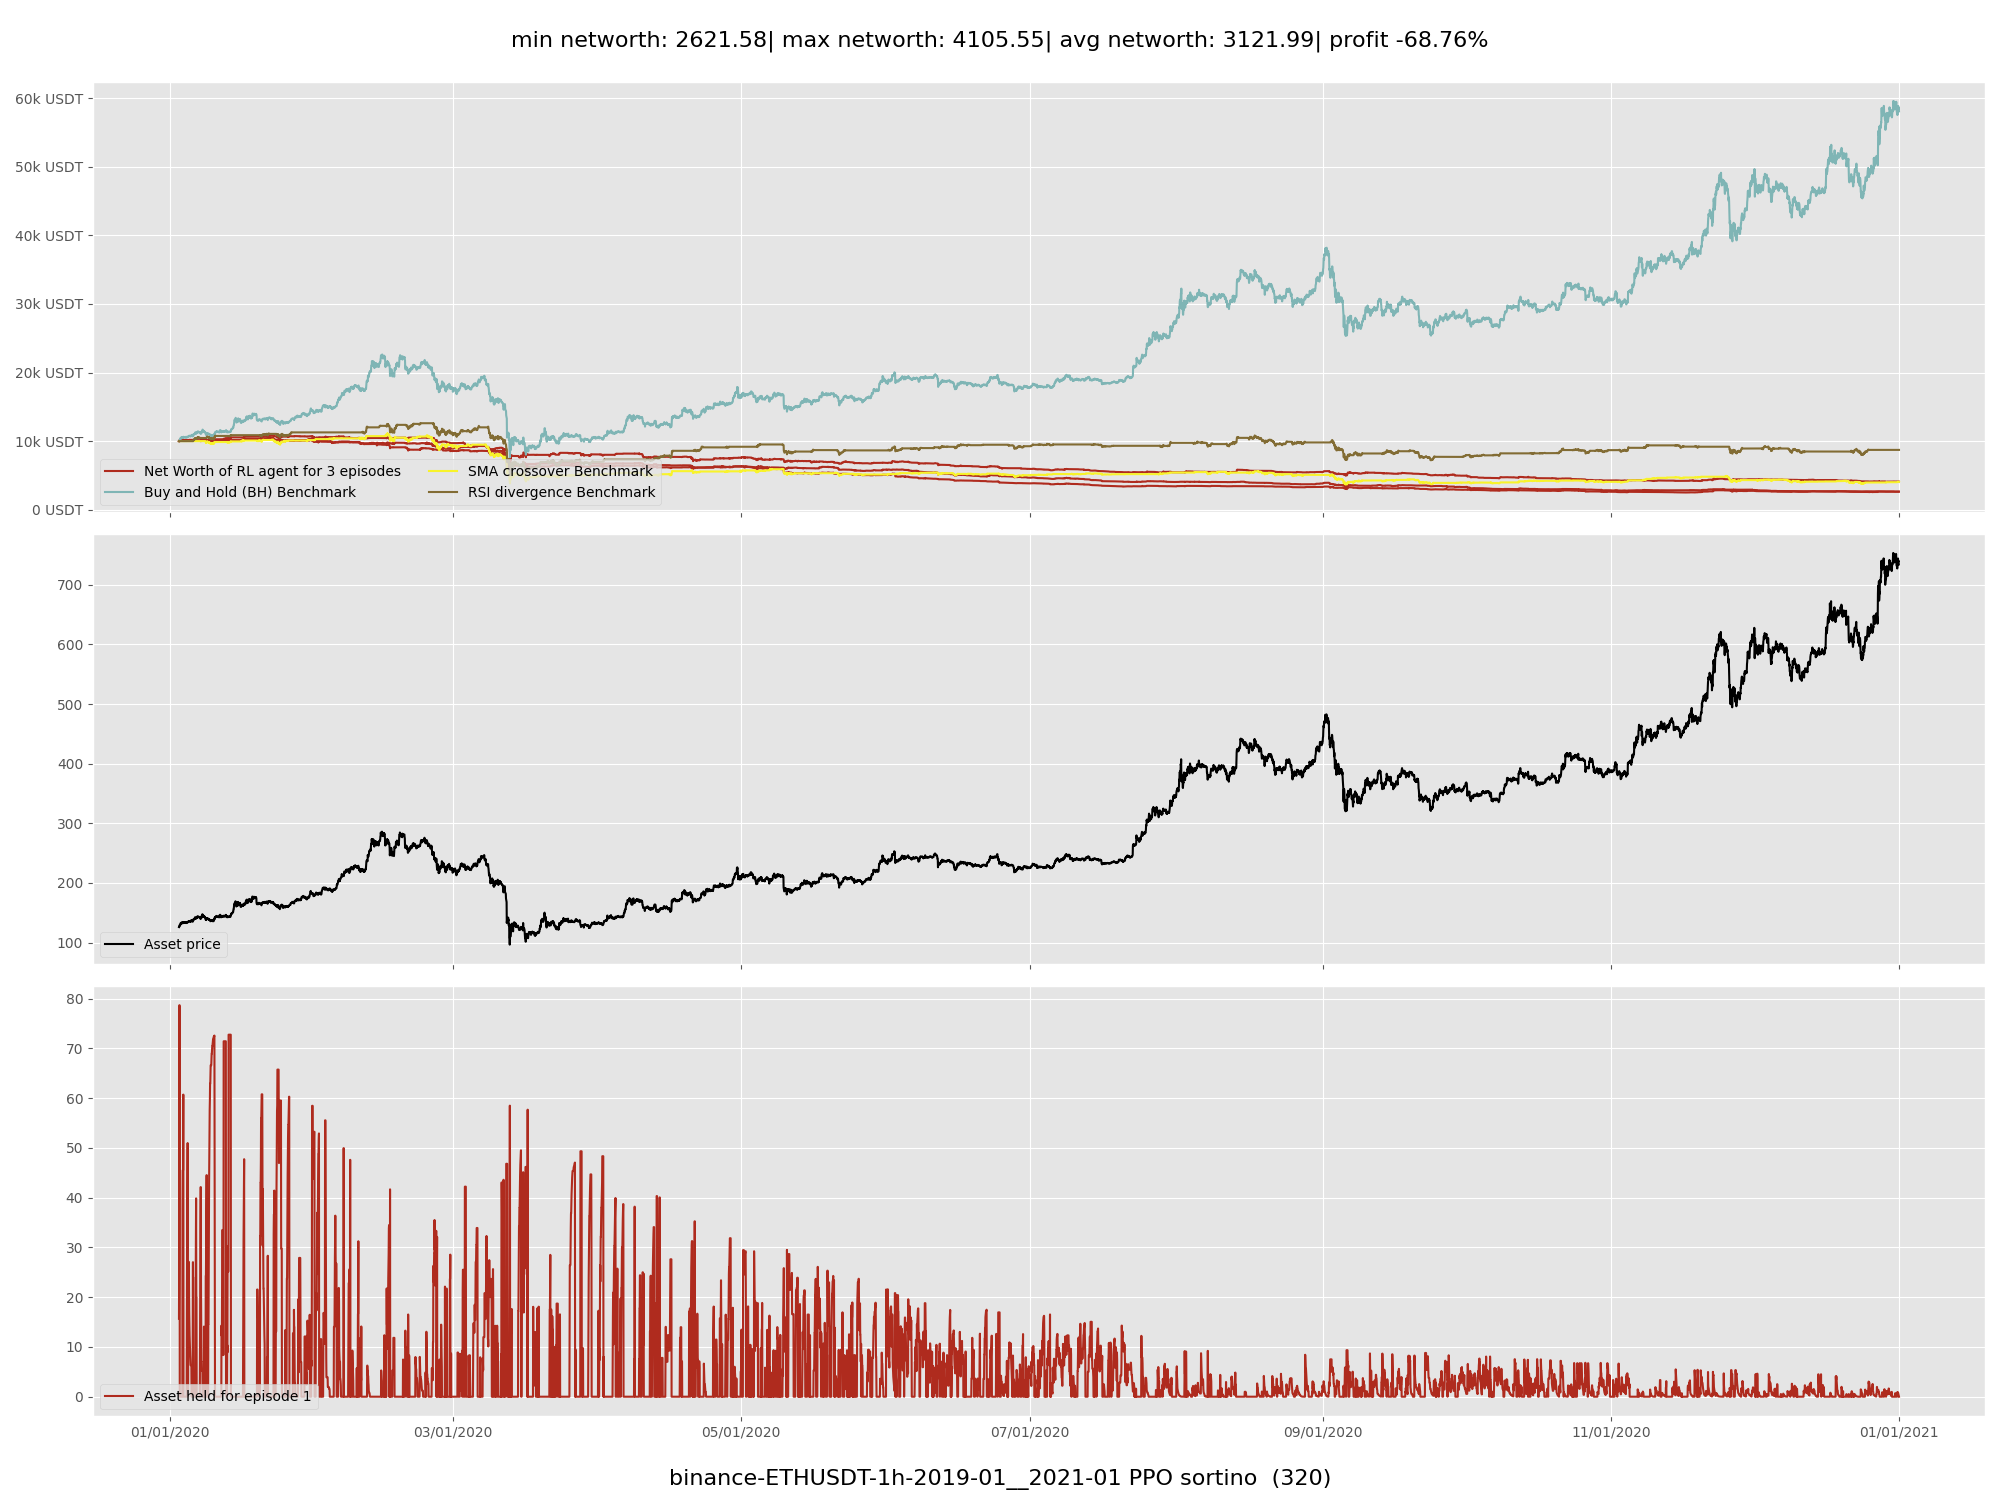 min networth: 2621.58| max networth: 4105.55| avg networth: 3121.99| profit -68.76%
60k USDT
50k USDT
40k USDT
30k USDT
20k USDT
10k USDT
0 USDT
Net Worth of RL agent for 3 episodes
Buy and Hold (BH) Benchmark
SMA crossover Benchmark
RSI divergence Benchmark
700
600
500
400
300
200
100
Asset price
80
70
60
50
40
30
20
10
0
Asset held for episode 1
01/01/2020
03/01/2020
05/01/2020
07/01/2020
09/01/2020
11/01/2020
01/01/2021
binance-ETHUSDT-1h-2019-01__2021-01 PPO sortino  (320)